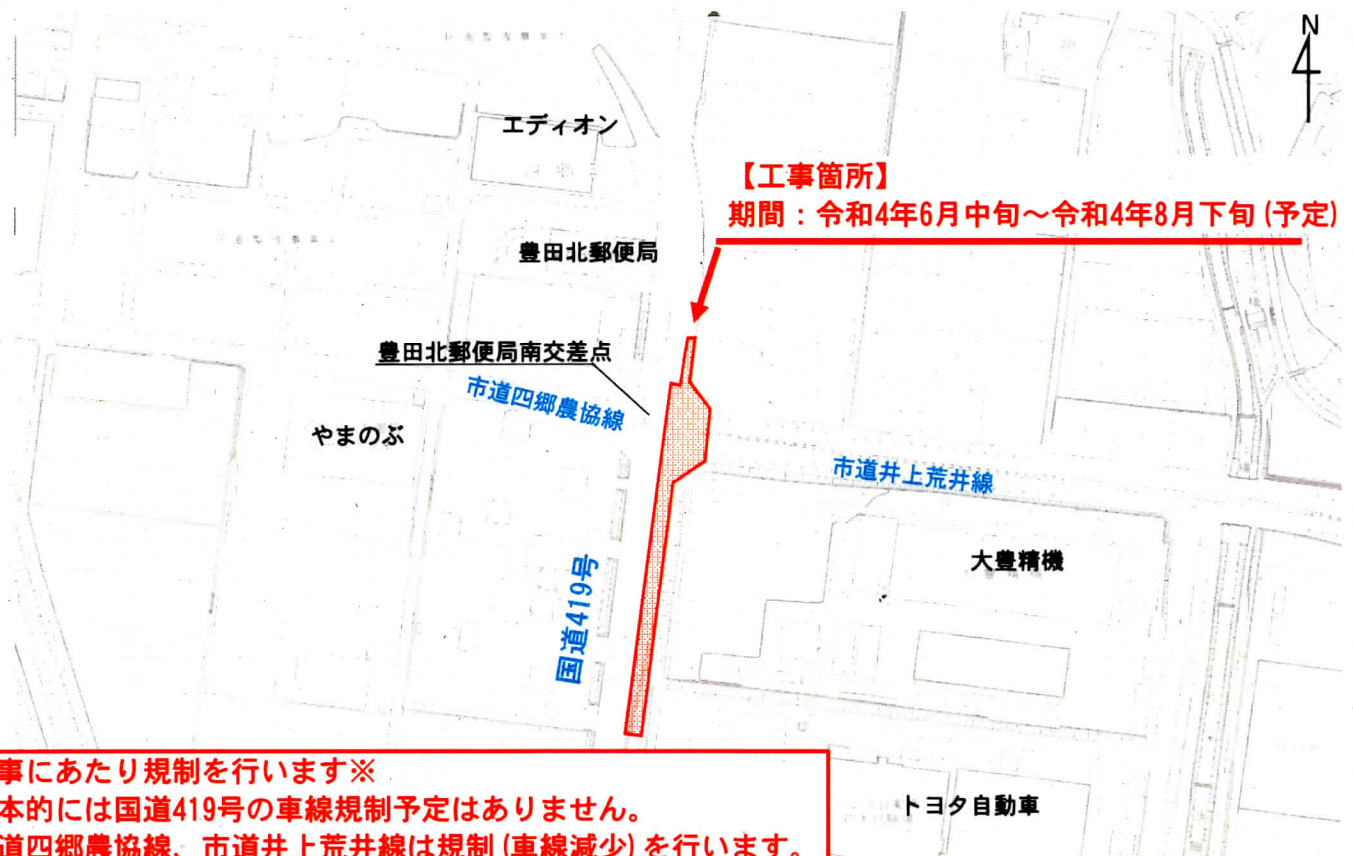 N
エディオン
【工事箇所】
期間：令和4年6月中旬～令和4年8月下旬(予定)
豊田北郵便局
豊田北郵便局南交差点
市道四郷農協線
やまのぶ
市道井上荒井線
大豊精機
国道419号
事にあたり規制を行います※
本的には国道419号の車線規制予定はありません。
道四郷農協線、市道井上荒井線は規制(車線減少)を行います。
トヨタ自動車